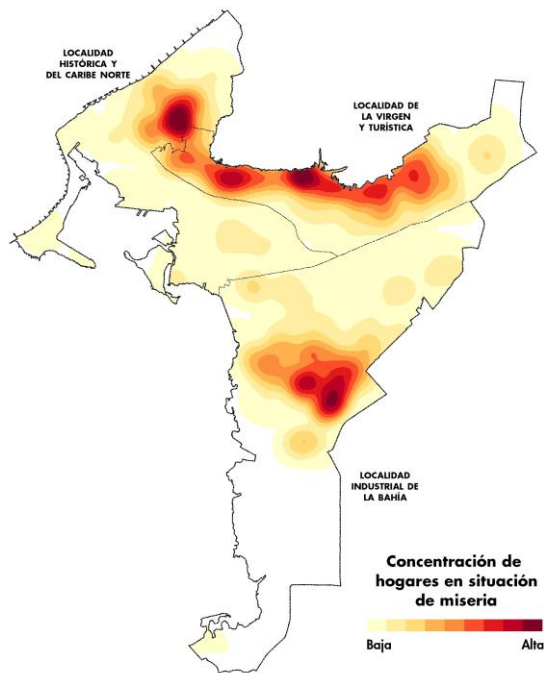 LOCALIDAD
HISTÓRICA Y
DEL CARIBE NORTE
LOCALIDAD DE
LA VIRGEN
Y TURÍSTICA
LOCALIDAD
INDUSTRIAL DE
LA BAHÍA
Concentración de
hogares en situación
de miseria
Baja Alta